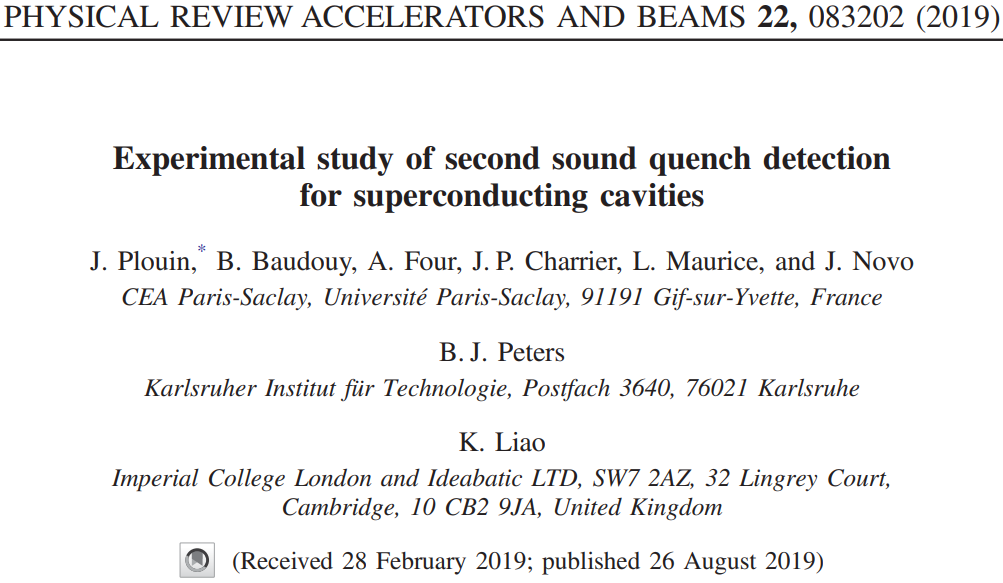 PHYSICAL REVIEW ACCELERATORS AND BEAMS 22, 083202 (2019)
Experimental study of second sound quench detection
for superconducting cavities
J. Plouin,* B. Baudouy, A. Four, J. P. Charrier, L. Maurice, and J. Novo
CEA Paris-Saclay, Université Paris-Saclay, 91191 Gif-sur-Yvette, France
B. J. Peters
Karlsruher Institut für Technologie, Postfach 3640, 76021 Karlsruhe
K. Liao
Imperial College London and Ideabatic LTD, SW7 2AZ, 32 Lingrey Court,
Cambridge, 10 CB2 9JA, United Kingdom
(Received 28 February 2019; published 26 August 2019)